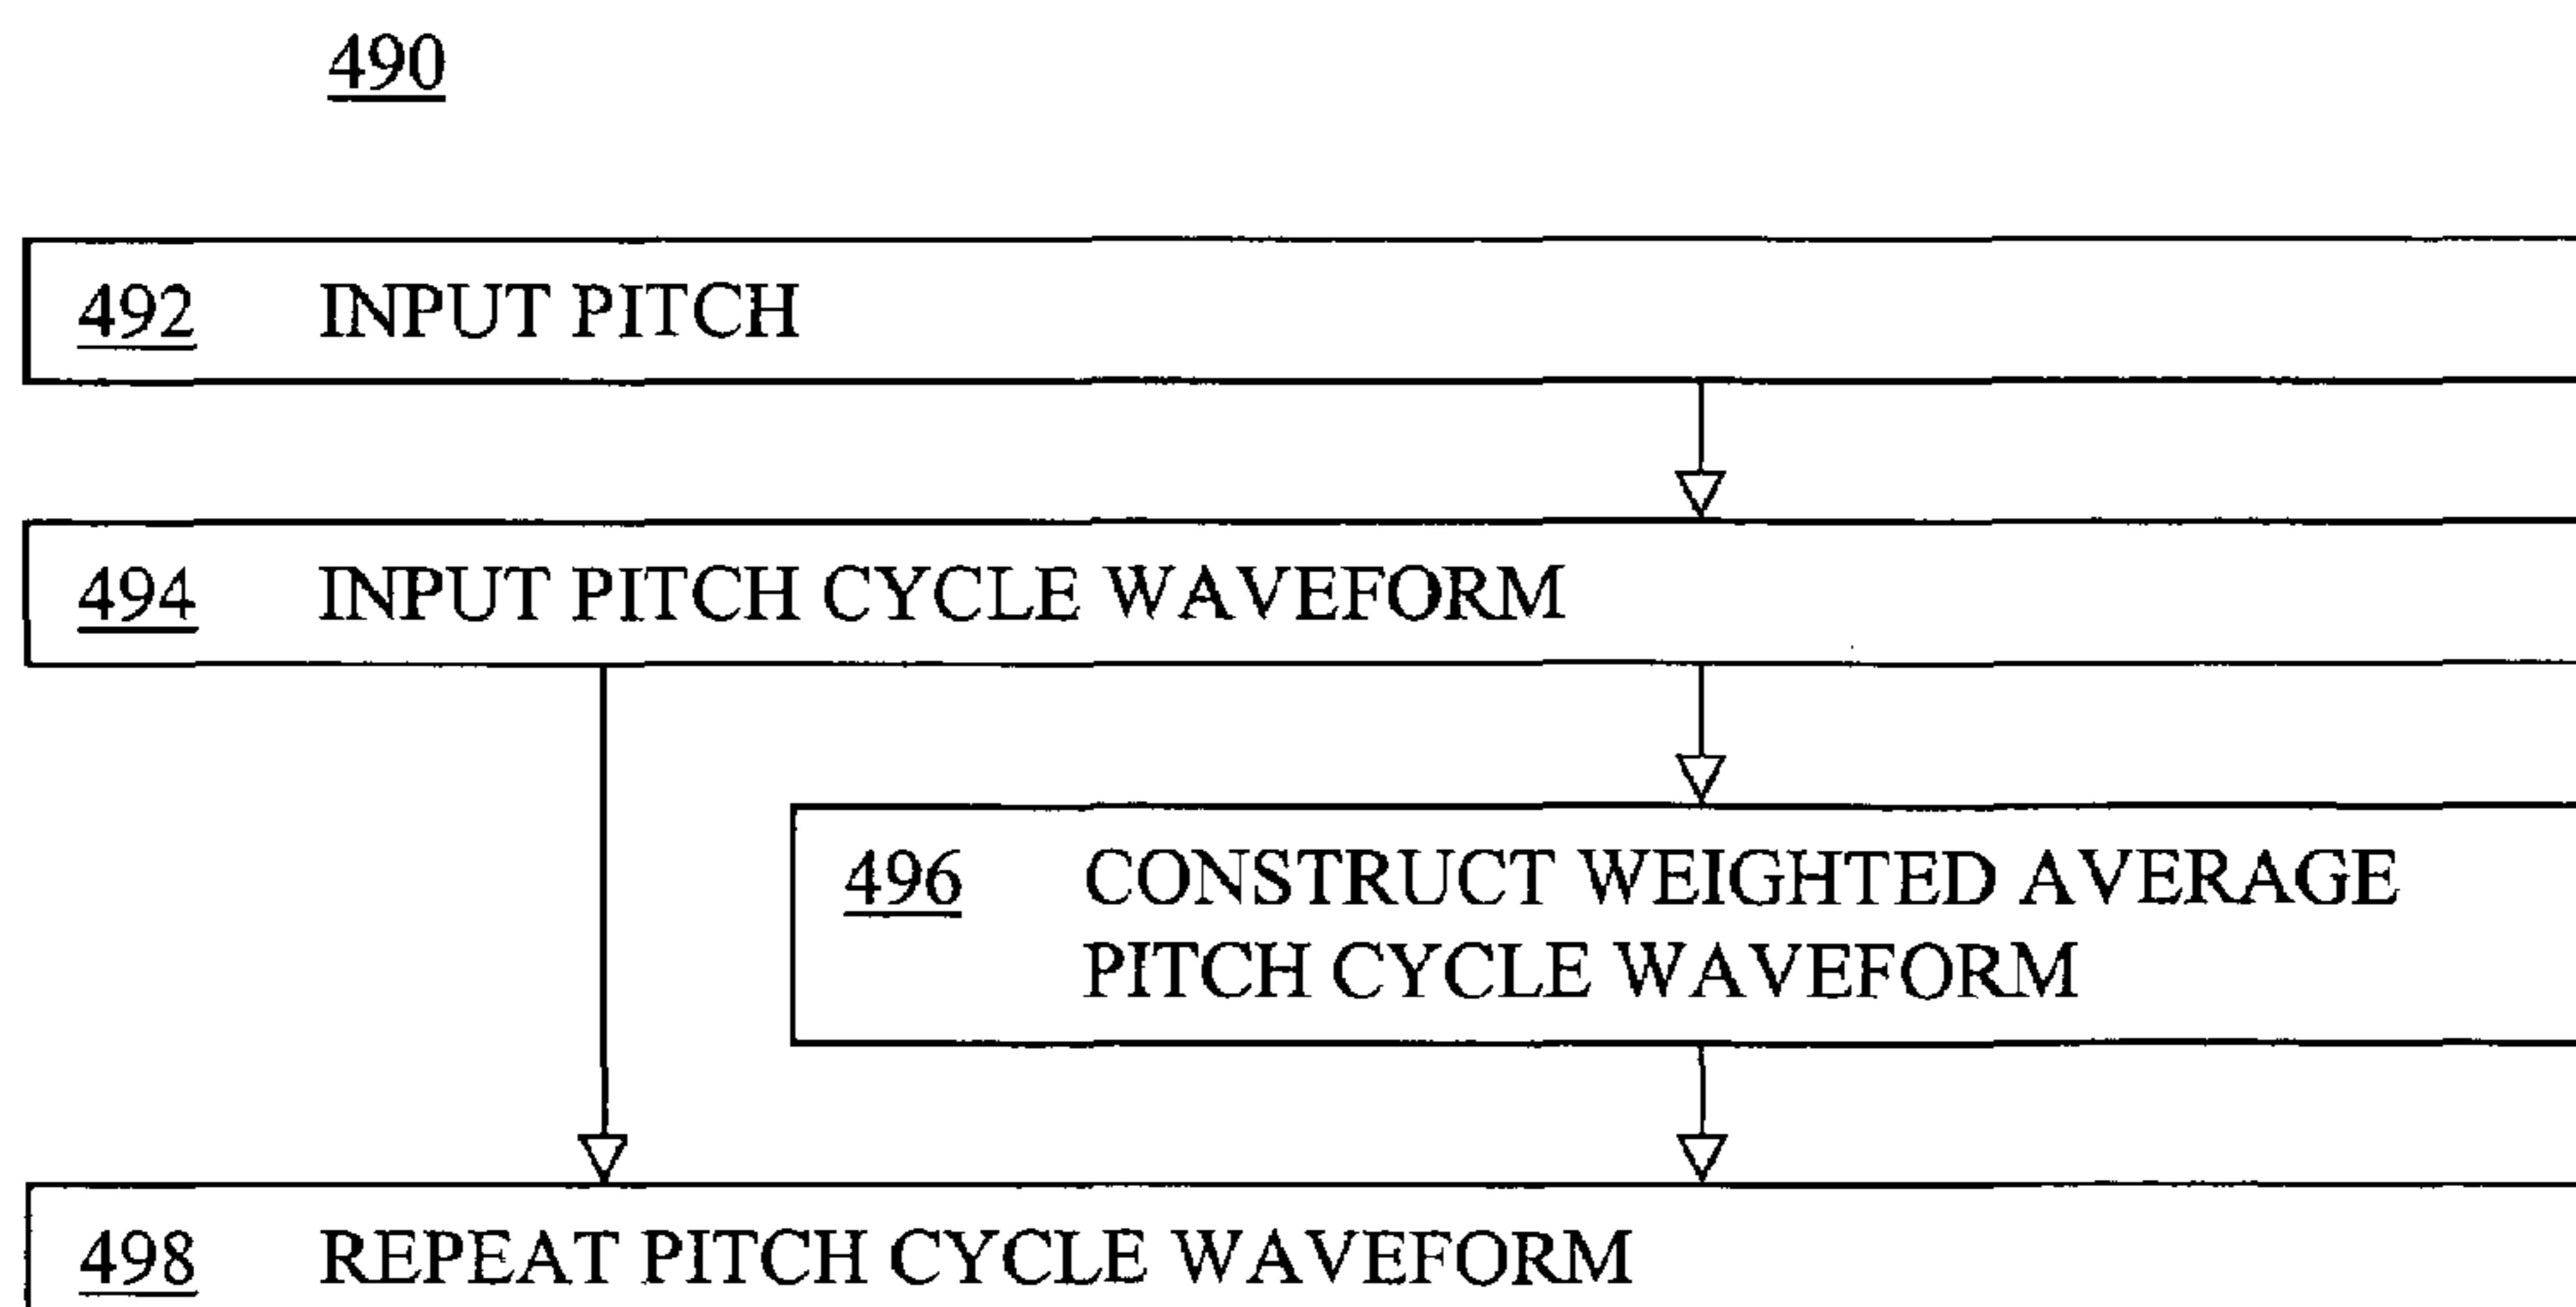 490
492 INPUT PITCH
494 INPUT PITCH CYCLE WAVEFORM
496 CONSTRUCT WEIGHTED AVERAGE
PITCH CYCLE WAVEFORM
498 REPEAT PITCH CYCLE WAVEFORM